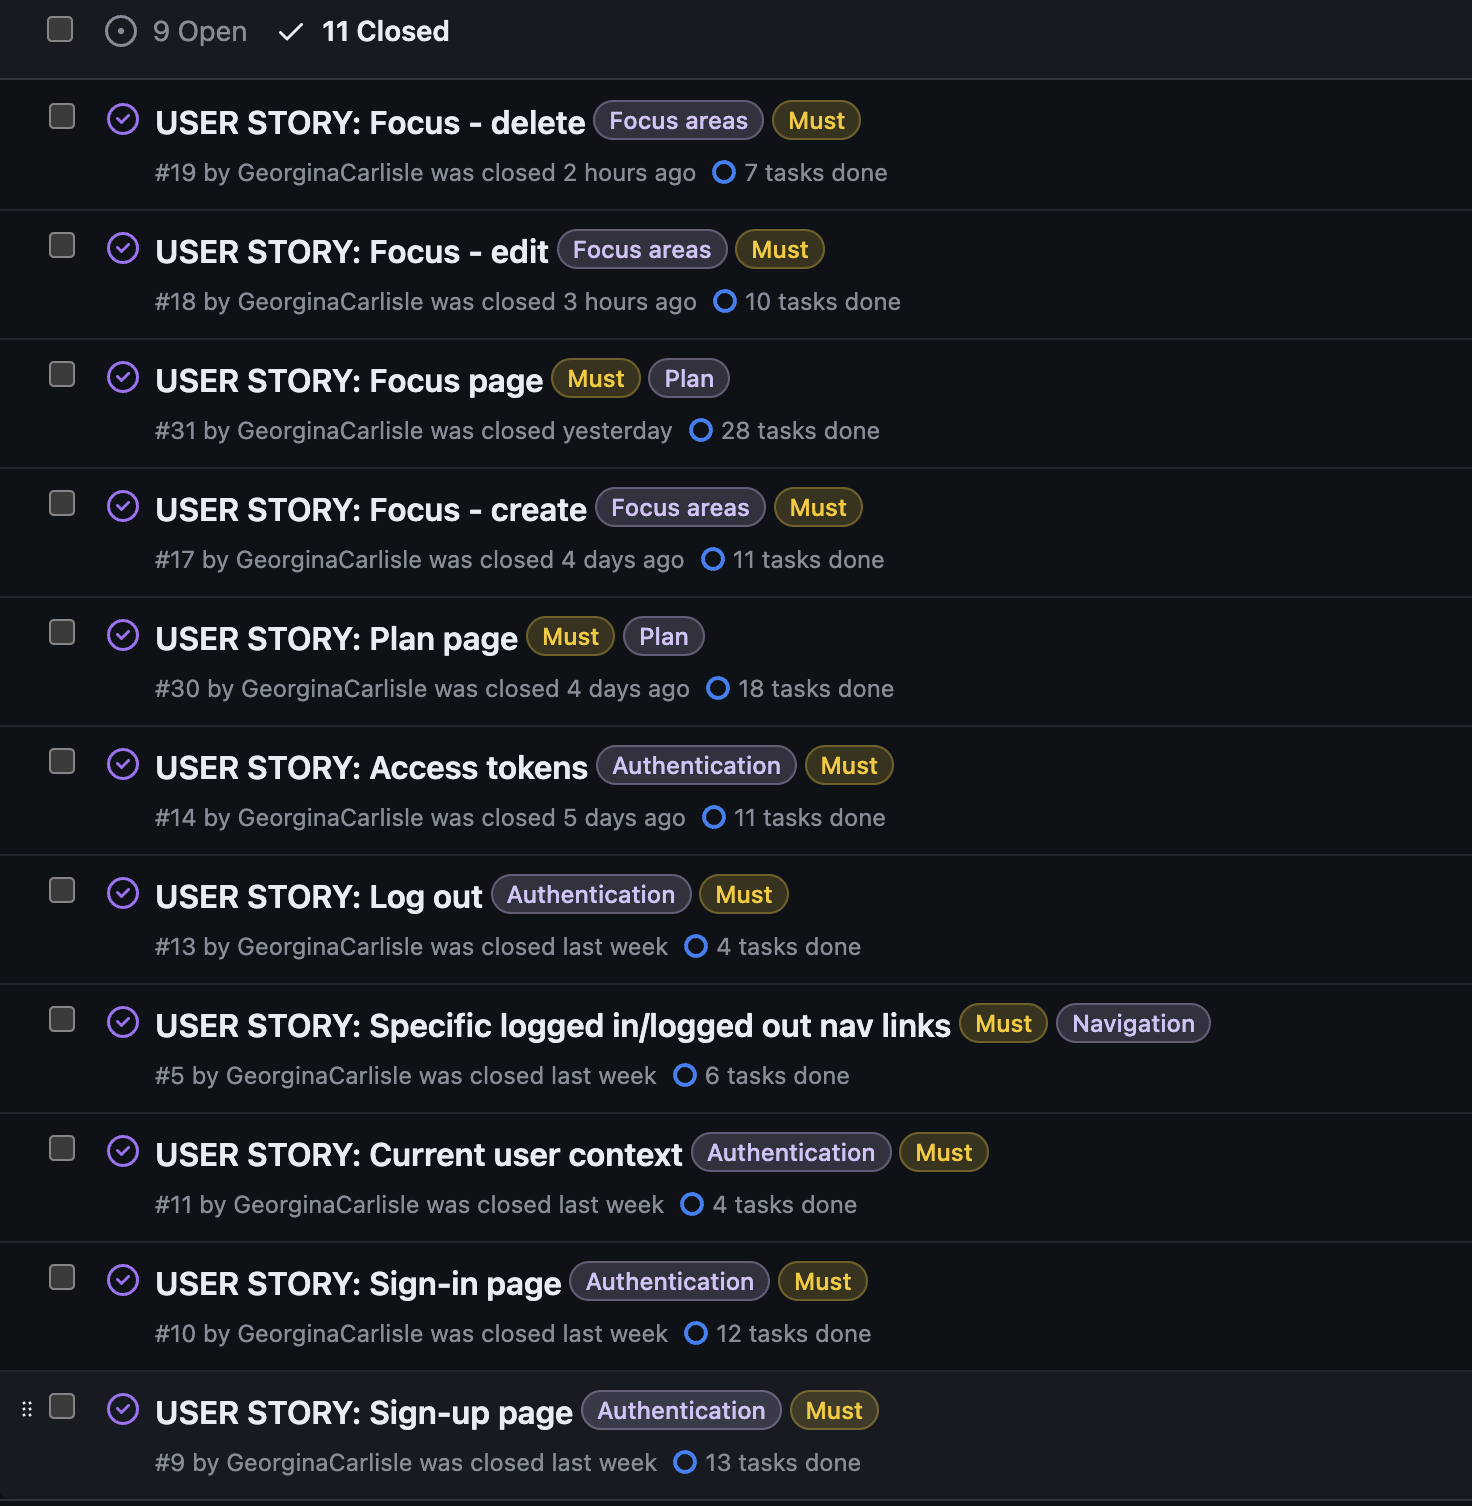 9 Open 11 Closed
USER STORY: Focus - delete Focus areas Must
#19 by GeorginaCarlisle was closed 2 hours ago 7 tasks done
USER STORY: Focus - edit Focus areas Must
#18 by GeorginaCarlisle was closed 3 hours ago 10 tasks done
USER STORY: Focus page Must Plan
#31 by GeorginaCarlisle was closed yesterday 28 tasks done
USER STORY: Focus - create Focus areas Must
#17 by GeorginaCarlisle was closed 4 days ago 11 tasks done
USER STORY: Plan page Must Plan
#30 by GeorginaCarlisle was closed 4 days ago 18 tasks done
USER STORY: Access tokens Authentication Must
#14 by GeorginaCarlisle was closed 5 days ago 11 tasks done
USER STORY: Log out Authentication Must
#13 by GeorginaCarlisle was closed last week 4 tasks done
USER STORY: Specific logged in/logged out nav links Must Navigation
#5 by GeorginaCarlisle was closed last week 6 tasks done
USER STORY: Current user context Authentication Must
#11 by GeorginaCarlisle was closed last week 4 tasks done
USER STORY: Sign-in page Authentication Must
#10 by GeorginaCarlisle was closed last week 12 tasks done
USER STORY: Sign-up page Authentication Must
#9 by GeorginaCarlisle was closed last week 13 tasks done